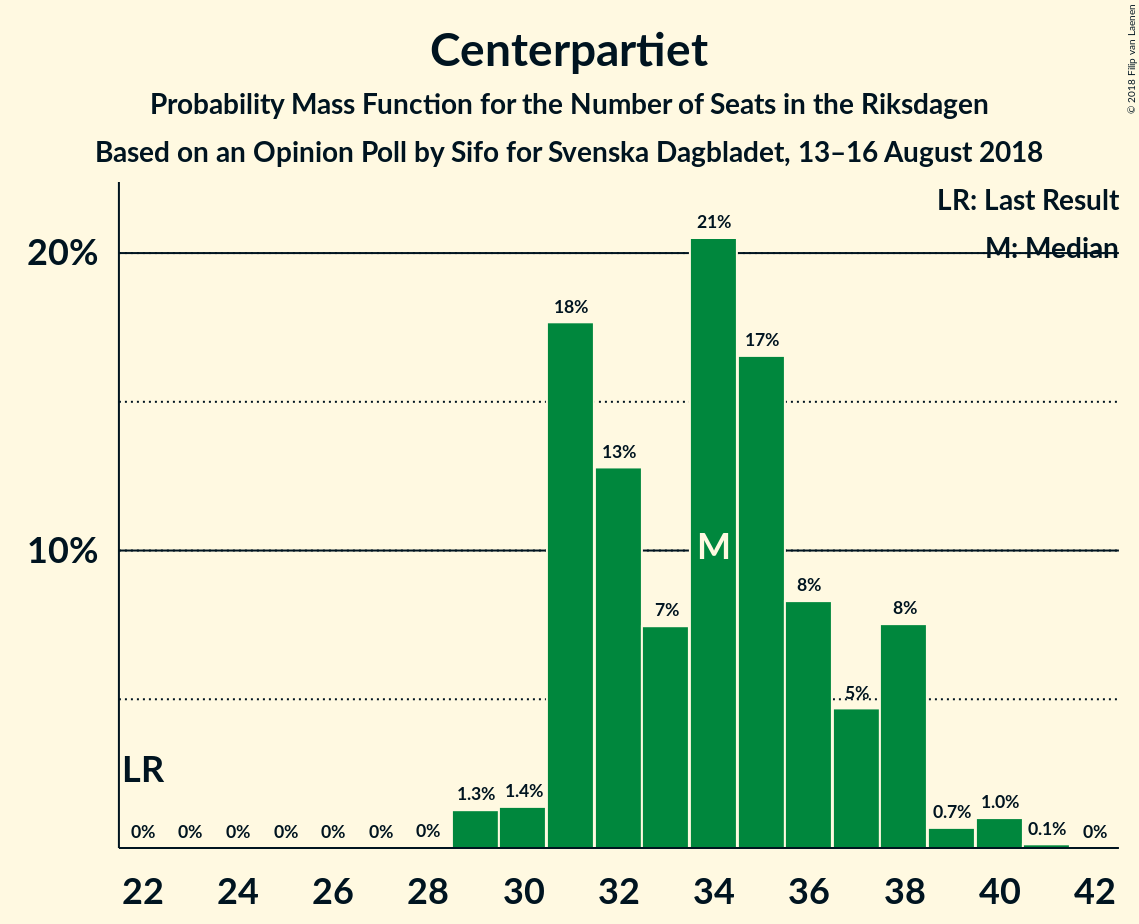 Centerpartiet
Probability Mass Function for the Number of Seats in the Riksdagen
Based on an Opinion Poll by Sifo for Svenska Dagbladet, 13–16 August 2018
© 2018 Filip van Laenen
LR: Last Result
M: Median
20%
10%
0% 0% 0% 0% 0% 0% 0% 1.3% 1.4% 18% 13% 7% 21% 17% 8% 5% 8% 0.7% 1.0% 0.1% 0%
M
LR
22 24 26 28 30 32 34 36 38 40 42